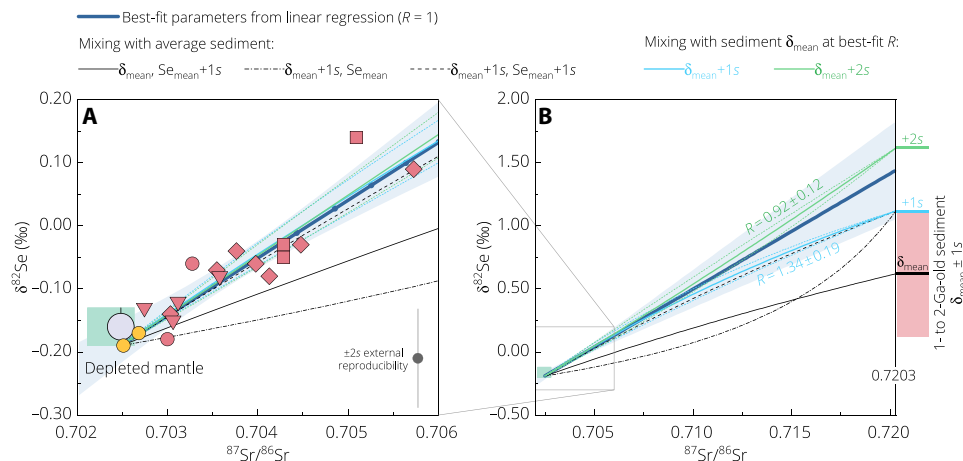 Best-fit parameters from linear regression (R = 1)
Mixing with average sediment:
Mixing with sediment δmean at best-fit R:
δmean, Semean+1s
δmean+1s, Semean
δmean+1s, Semean+1s
δmean+1s
δmean+2s
A
0.20
0.10
0.00
−0.10
−0.20
−0.30
δ82Se (‰)
Depleted mantle
±2s external
reproducibility
0.702
0.703
0.704
0.705
0.706
87Sr/86Sr
B
2.00
1.50
1.00
0.50
0.00
−0.50
δ82Se (‰)
R = 0.92±0.12
R = 1.34±0.19
+2s
+1s
δmean
0.7203
1- to 2-Ga-old sediment
δmean ± 1s
0.705
0.710
0.715
0.720
87Sr/86Sr